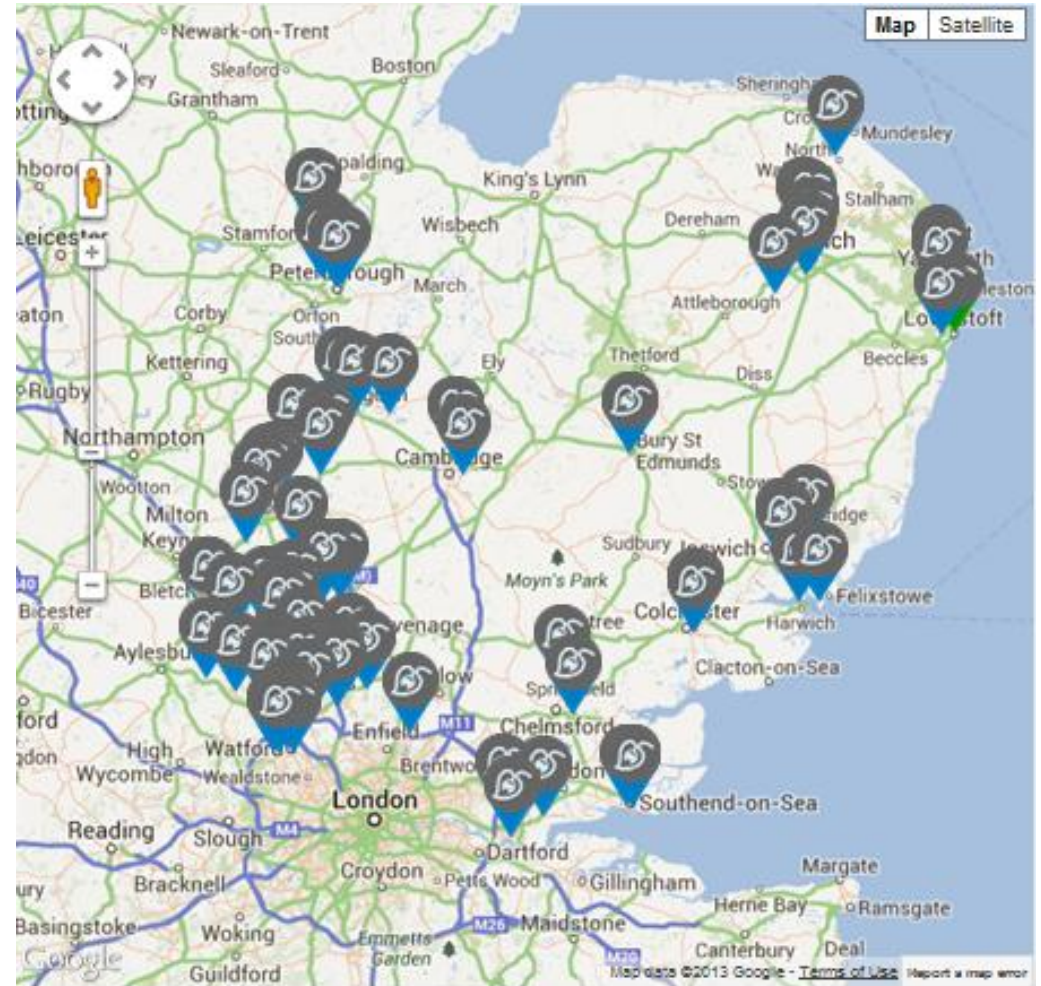 Map
Satellite
Newark-on-Trent
Sleaford
Boston
Grantham
Mundesley
King's Lynn
Stalham
Dereham
Wisbech
Leicester
March
Attleborough
Corby
Orton
Ely
Thetford
Beccles
Kettering
Diss
Rugby
Northampton
Bury St
Edmunds
Wootton
Milton
Sudbury
Moyn's Park
Felixstowe
Bicester
Harwich
Clacton-on-Sea
Chelmsford
Enfield
M11
High
Wycombe
Watford
Wealdstone
London
Southend-on-Sea
Reading
Slough
M4
Dartford
Croydon
Petts Wood
Gillingham
Margate
Bracknell
Herne Bay
Ramsgate
Basingstoke
Woking
M26
Maidstone
Emmetts
Garden
Canterbury
Deal
Google
Guildford
M20
Map data ©2013 Google - Terms of Use
Report a map error